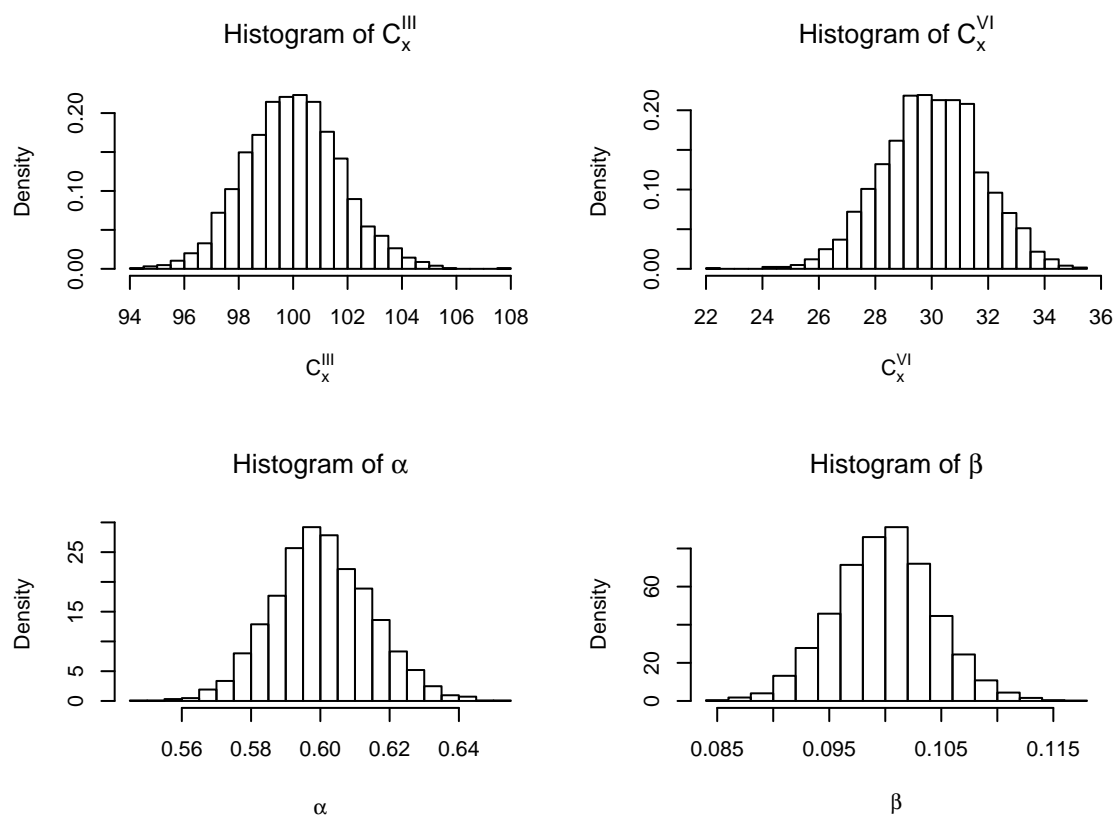 Histogram of C_x^III
Density
0.00 0.10 0.20
94 96 98 100 102 104 106 108
C_x^III
Histogram of C_x^VI
Density
0.00 0.10 0.20
22 24 26 28 30 32 34 36
C_x^VI
Histogram of α
Density
0 5 15 25
0.56 0.58 0.60 0.62 0.64
α
Histogram of β
Density
0 20 60
0.085 0.095 0.105 0.115
β